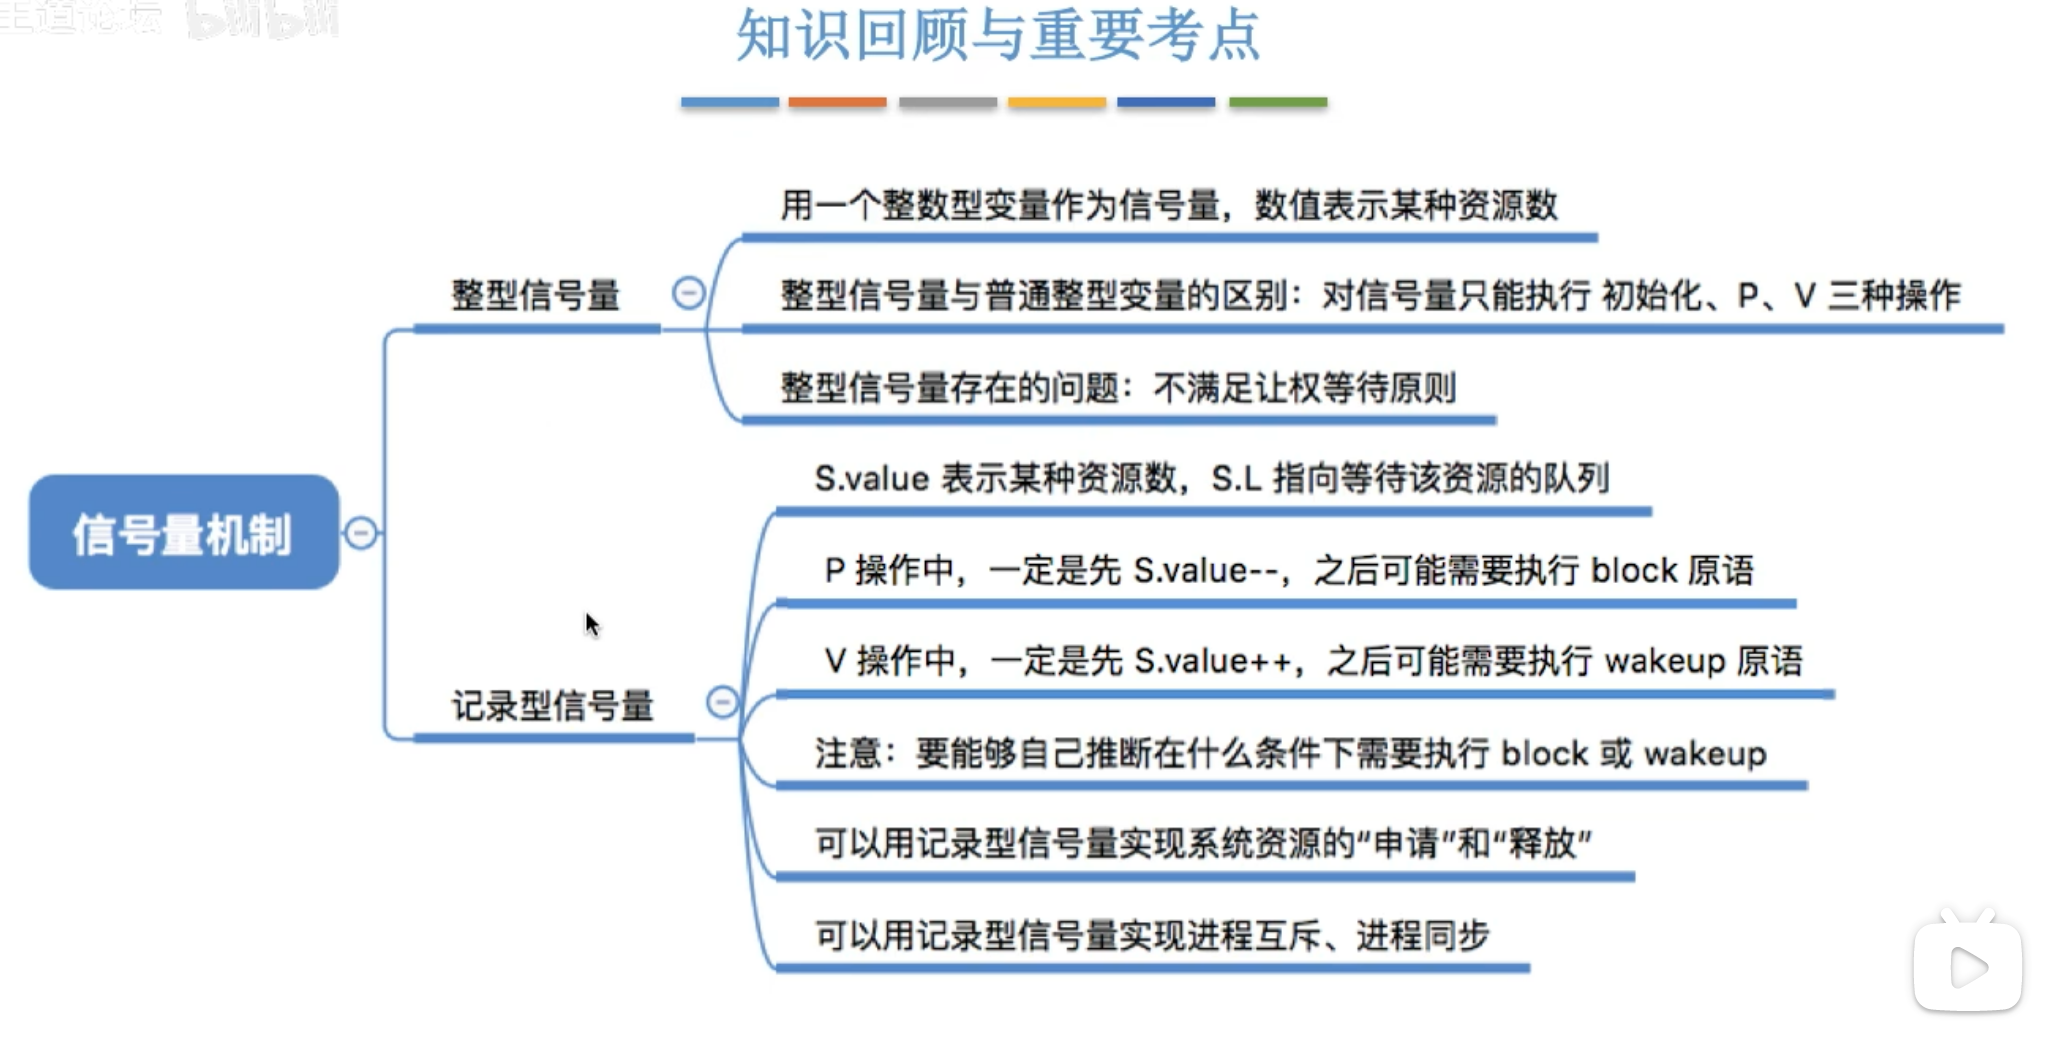 王道论坛 bilibili
知识回顾与重要考点
用一个整数型变量作为信号量，数值表示某种资源数
整型信号量
整型信号量与普通整型变量的区别：对信号量只能执行 初始化、P、V 三种操作
整型信号量存在的问题：不满足让权等待原则
信号量机制
S.value 表示某种资源数，S.L 指向等待该资源的队列
P 操作中，一定是先 S.value--，之后可能需要执行 block 原语
V 操作中，一定是先 S.value++，之后可能需要执行 wakeup 原语
记录型信号量
注意：要能够自己推断在什么条件下需要执行 block 或 wakeup
可以用记录型信号量实现系统资源的“申请”和“释放”
可以用记录型信号量实现进程互斥、进程同步